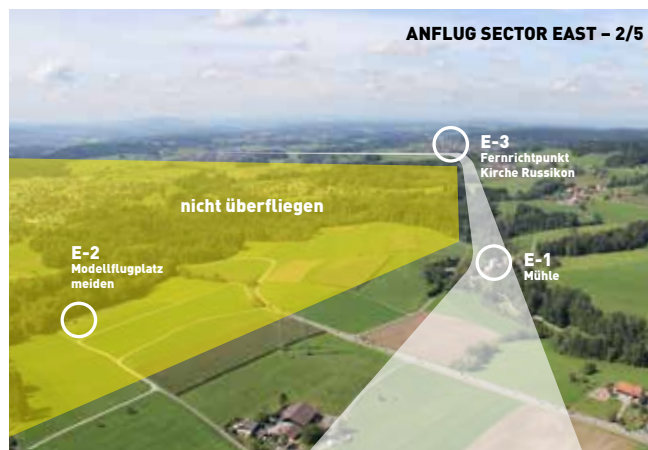 ANFLUG SECTOR EAST – 2/5
E-3
Fernrichtpunkt
Kirche Russikon
nicht überfliegen
E-2
Modellflugplatz
meiden
E-1
Mühle